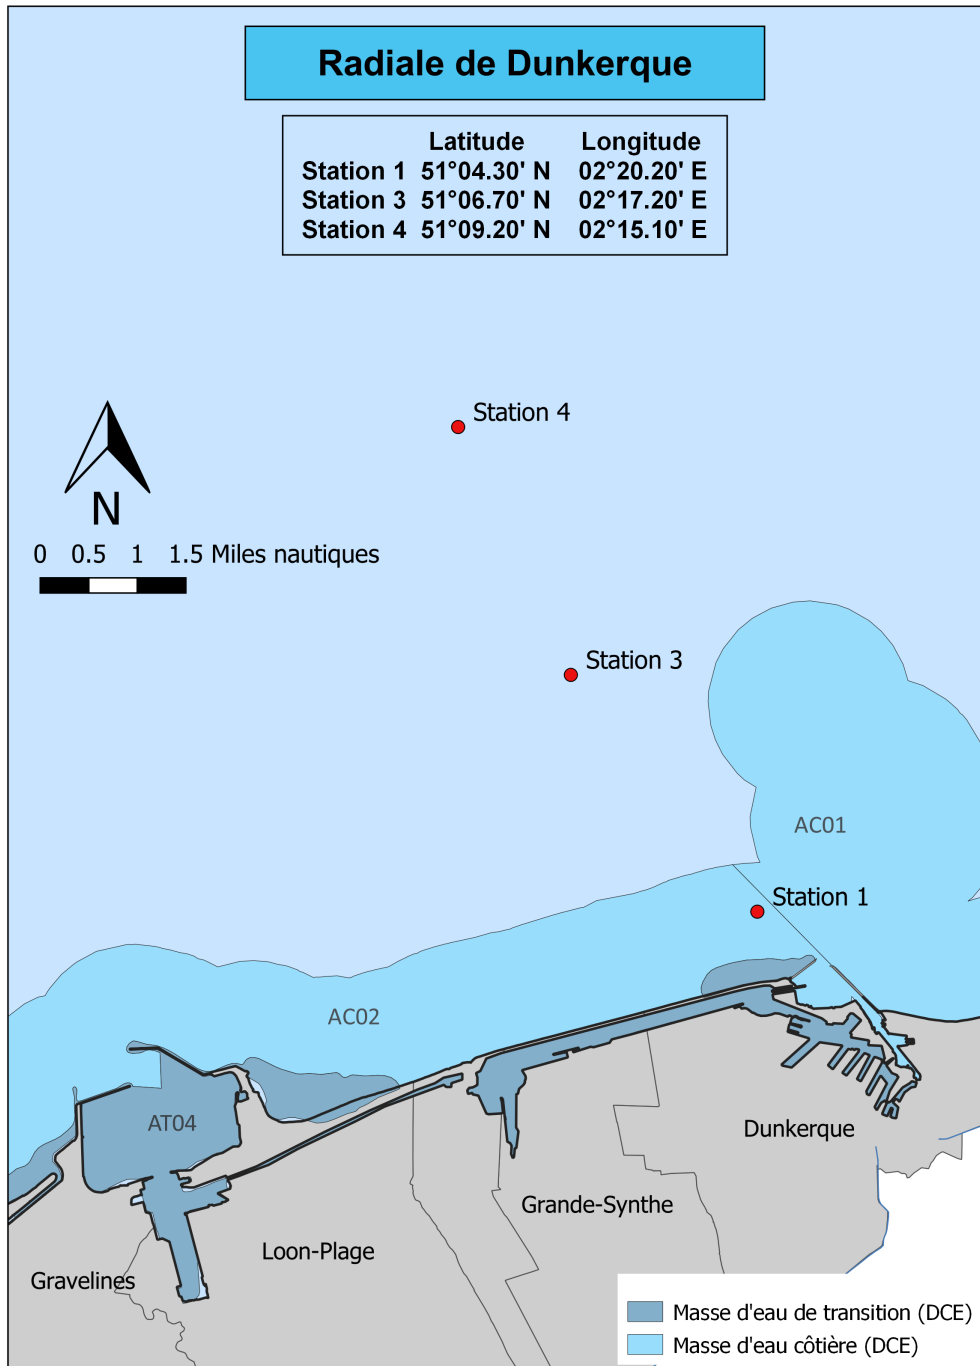 Radiale de Dunkerque
Latitude Longitude
Station 1 51°04.30' N 02°20.20' E
Station 3 51°06.70' N 02°17.20' E
Station 4 51°09.20' N 02°15.10' E
Station 4
N
0 0.5 1 1.5 Miles nautiques
Station 3
AC01
Station 1
AC02
AT04
Dunkerque
Grande-Synthe
Loon-Plage
Gravelines
Masse d'eau de transition (DCE)
Masse d'eau côtière (DCE)